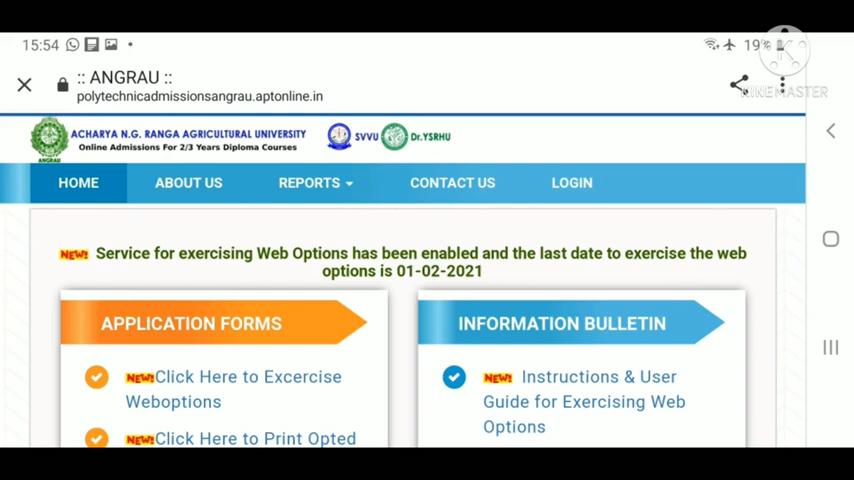 15:54
19%
KINEMASTER
:: ANGRAU ::
polytechnicadmissionsangrau.aptonline.in
ACHARYA N.G. RANGA AGRICULTURAL UNIVERSITY
Online Admissions For 2/3 Years Diploma Courses
ANGRAU
SVVU
Dr.YSRHU
HOME
ABOUT US
REPORTS
CONTACT US
LOGIN
NEW! Service for exercising Web Options has been enabled and the last date to exercise the web
options is 01-02-2021
APPLICATION FORMS
NEW! Click Here to Excercise
Weboptions
NEW! Click Here to Print Opted
INFORMATION BULLETIN
NEW! Instructions & User
Guide for Exercising Web
Options